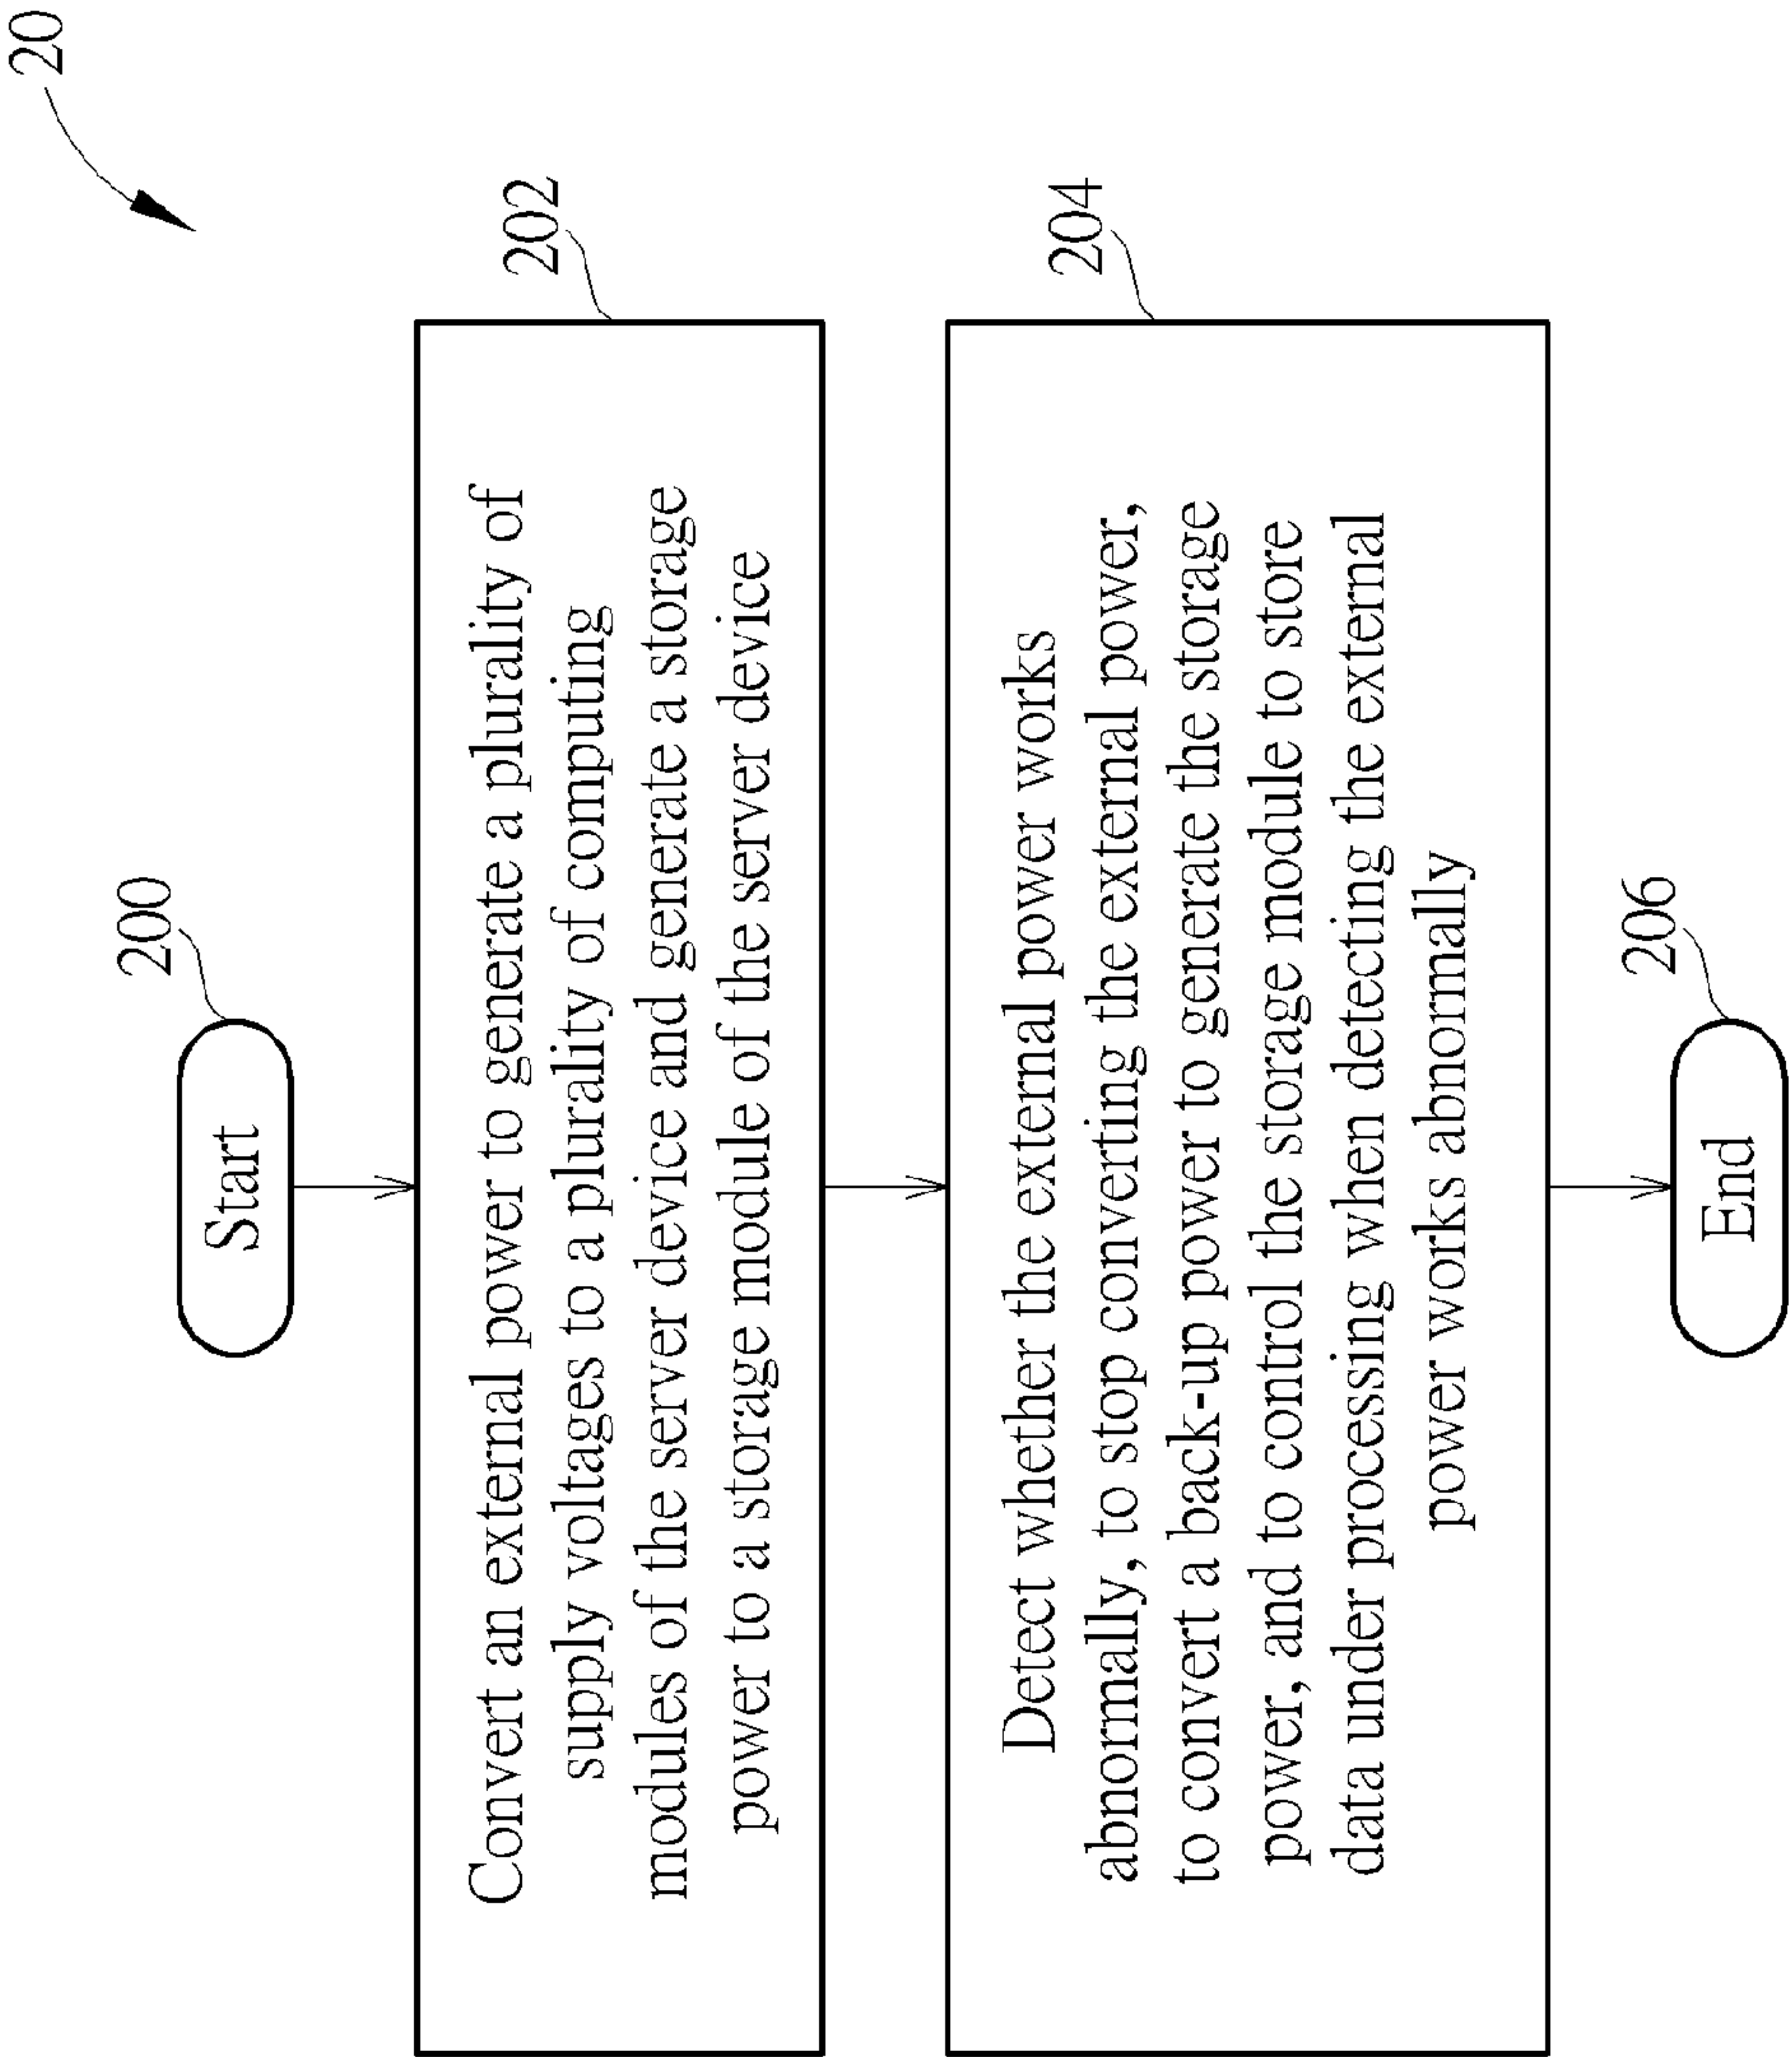 20
200
Start
202
Convert an external power to generate a plurality of
supply voltages to a plurality of computing
modules of the server device and generate a storage
power to a storage module of the server device
204
Detect whether the external power works
abnormally, to stop converting the external power,
to convert a back-up power to generate the storage
power, and to control the storage module to store
data under processing when detecting the external
power works abnormally
206
End